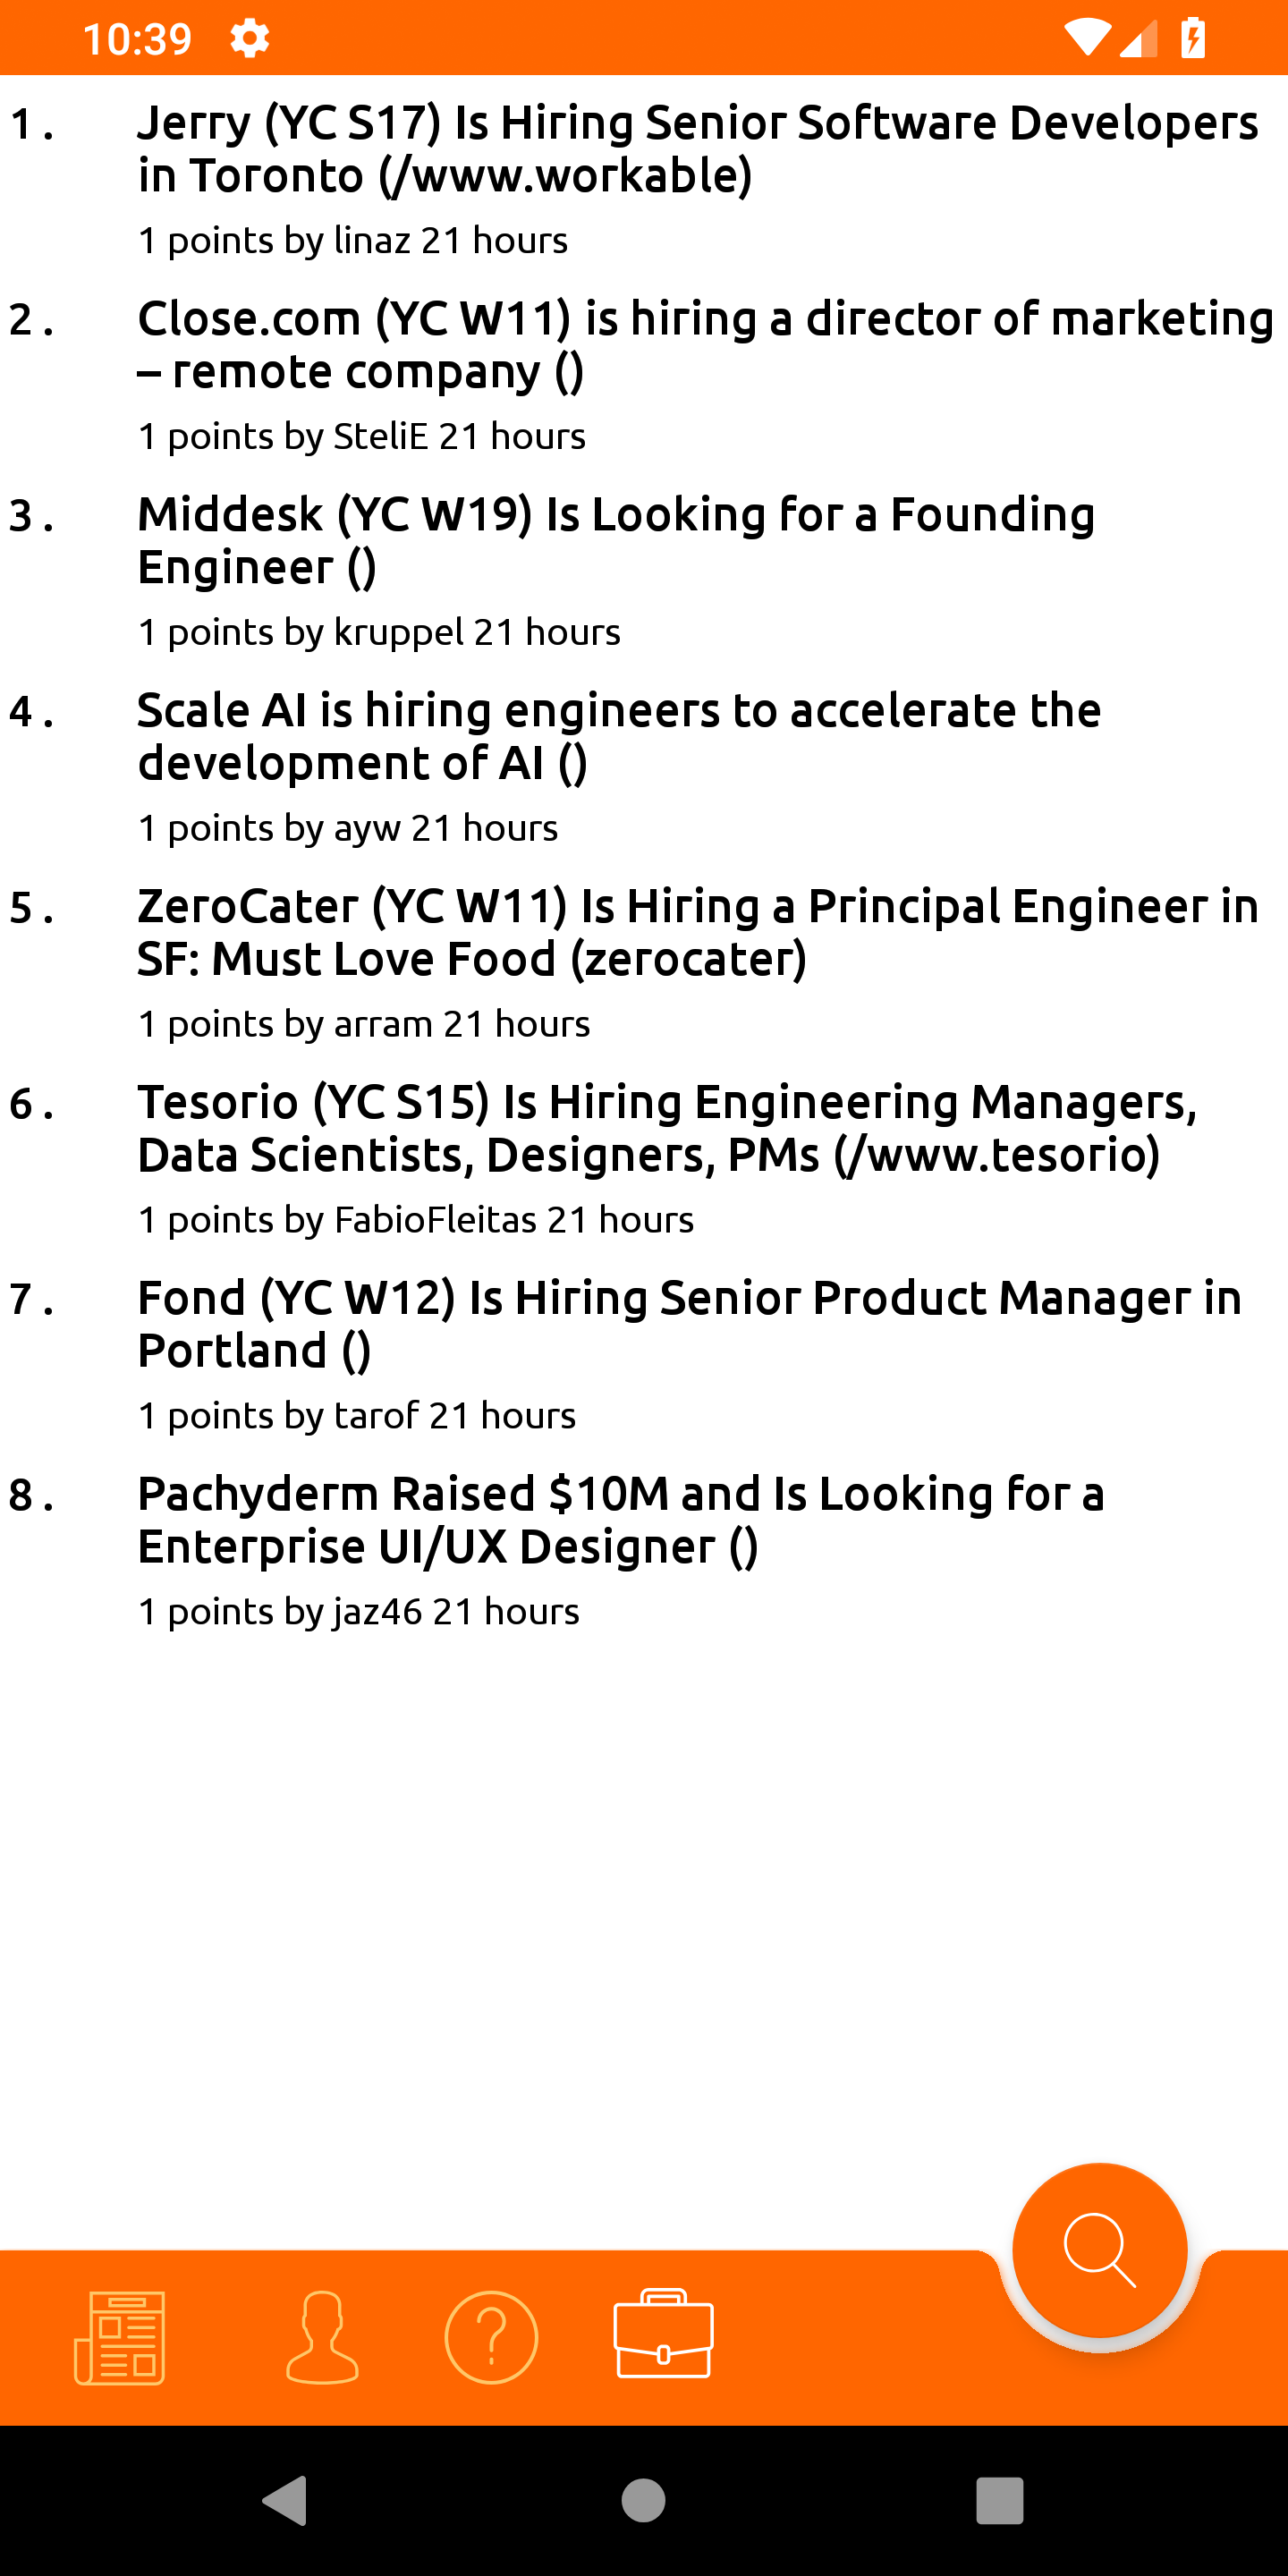 10:39
1 .
Jerry (YC S17) Is Hiring Senior Software Developers
in Toronto (/www.workable)
1 points by linaz 21 hours
2 .
Close.com (YC W11) is hiring a director of marketing
– remote company ()
1 points by SteliE 21 hours
3 .
Middesk (YC W19) Is Looking for a Founding
Engineer ()
1 points by kruppel 21 hours
4 .
Scale AI is hiring engineers to accelerate the
development of AI ()
1 points by ayw 21 hours
5 .
ZeroCater (YC W11) Is Hiring a Principal Engineer in
SF: Must Love Food (zerocater)
1 points by arram 21 hours
6 .
Tesorio (YC S15) Is Hiring Engineering Managers,
Data Scientists, Designers, PMs (/www.tesorio)
1 points by FabioFleitas 21 hours
7 .
Fond (YC W12) Is Hiring Senior Product Manager in
Portland ()
1 points by tarof 21 hours
8 .
Pachyderm Raised $10M and Is Looking for a
Enterprise UI/UX Designer ()
1 points by jaz46 21 hours